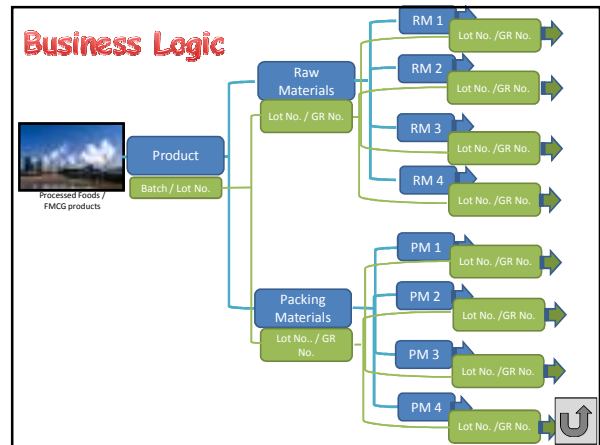 Business Logic
Processed Foods /
FMCG products
Product
Batch / Lot No.
Raw
Materials
Lot No. / GR No.
RM 1
Lot No. /GR No.
RM 2
Lot No. /GR No.
RM 3
Lot No. /GR No.
RM 4
Lot No. /GR No.
Packing
Materials
Lot No.. / GR
No.
PM 1
Lot No. /GR No.
PM 2
Lot No. /GR No.
PM 3
Lot No. /GR No.
PM 4
Lot No. /GR No.